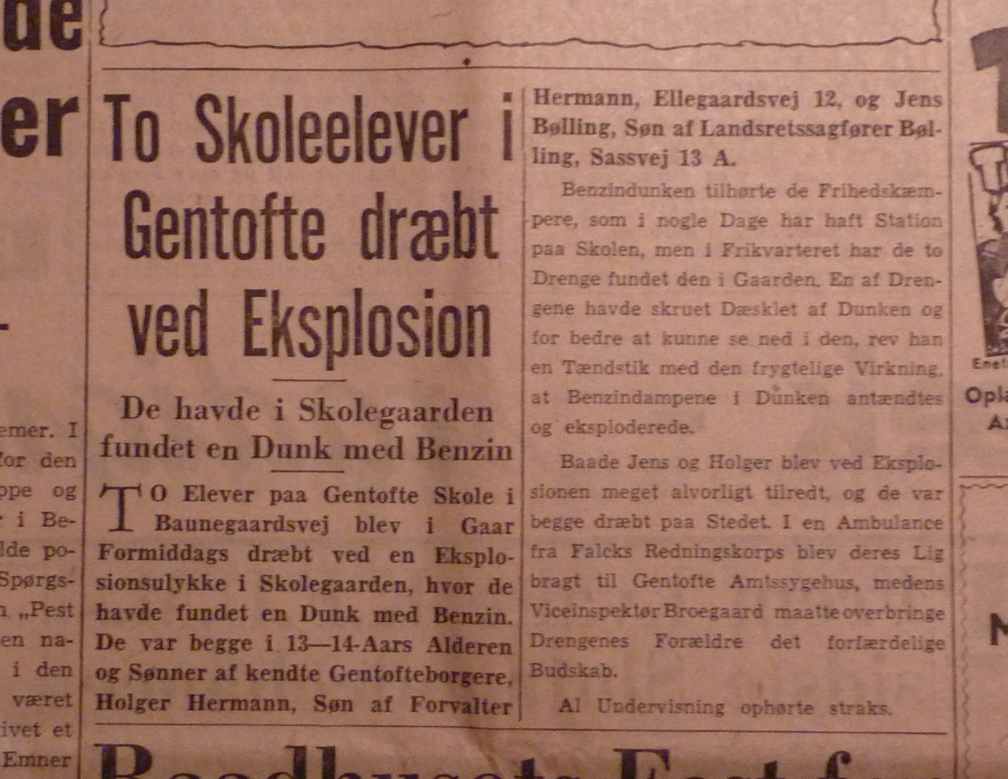 de
er
emer. I
for den
ppe og
r i Be-
lde po-
Spørgs-
n „Pest
en na-
i den
været
ivet et
Emner
To Skoleelever i
Gentofte dræbt
ved Eksplosion
De havde i Skolegaarden
fundet en Dunk med Benzin
TO Elever paa Gentofte Skole i
Baunegaardsvej blev i Gaar
Formiddags dræbt ved en Eksplo-
sionsulykke i Skolegaarden, hvor de
havde fundet en Dunk med Benzin.
De var begge i 13—14-Aars Alderen
og Sønner af kendte Gentofteborgere,
Holger Hermann, Søn af Forvalter
Hermann, Ellegaardsvej 12, og Jens
Bølling, Søn af Landsretssagfører Bøl-
ling, Sassvej 13 A.
Benzindunken tilhørte de Frihedskæm-
pere, som i nogle Dage har haft Station
paa Skolen, men i Frikvarteret har de to
Drenge fundet den i Gaarden. En af Dren-
gene havde skruet Dæsklet af Dunken og
for bedre at kunne se ned i den, rev han
en Tændstik med den frygtelige Virkning,
at Benzindampene i Dunken antændtes
og eksploderede.
Baade Jens og Holger blev ved Eksplo-
sionen meget alvorligt tilredt, og de var
begge dræbt paa Stedet. I en Ambulance
fra Falcks Redningskorps blev deres Lig
bragt til Gentofte Amtssygehus, medens
Viceinspektør Broegaard maatte overbringe
Drengenes Forældre det forfærdelige
Budskab.
Al Undervisning ophørte straks.
Enet
Opla